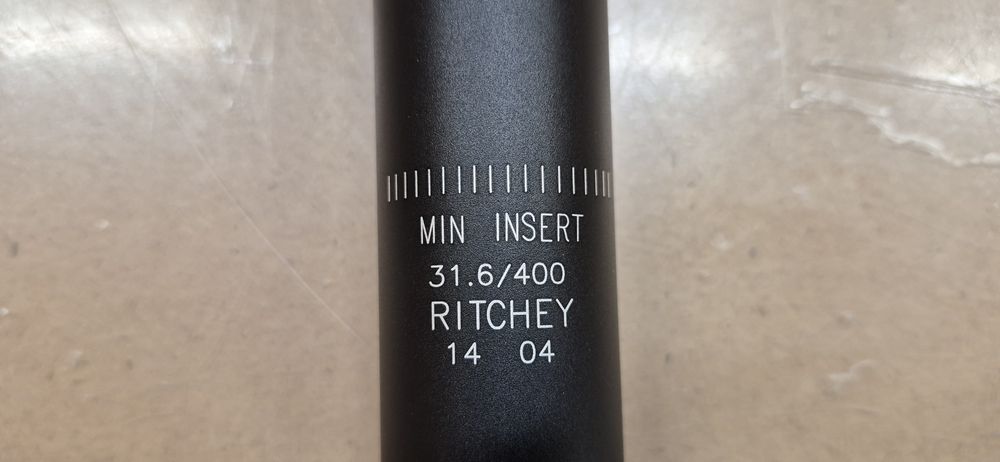 MIN INSERT
31.6/400
RITCHEY
14 04